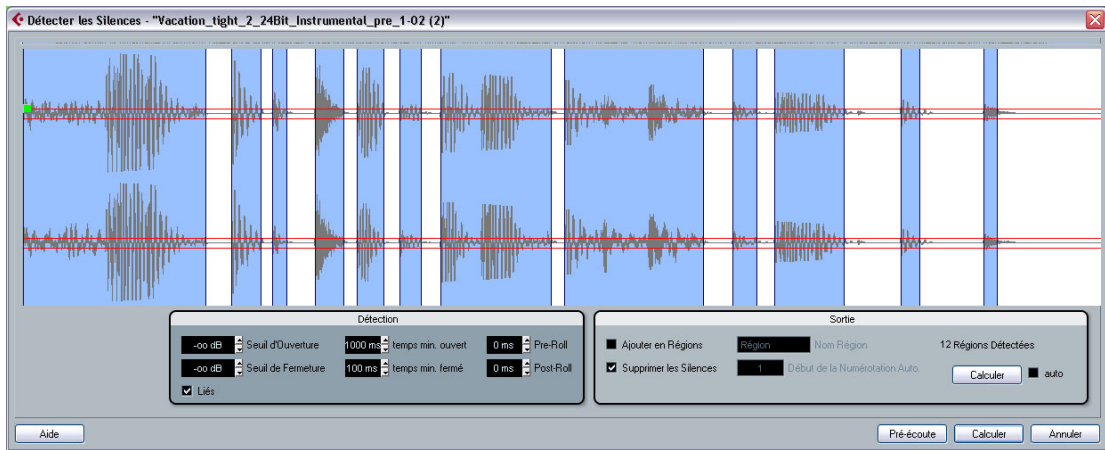 Détecter les Silences - "Vacation_tight_2_24Bit_Instrumental_pre_1-02 (2)"
Détection
-oo dB Seuil d'Ouverture 1000 ms temps min. ouvert 0 ms Pre-Roll
-oo dB Seuil de Fermeture 100 ms temps min. fermé 0 ms Post-Roll
Liés
Sortie
Ajouter en Régions Région Nom Région 12 Régions Détectées
Supprimer les Silences 1 Début de la Numérotation Auto. Calculer auto
Aide Pré-écoute Calculer Annuler